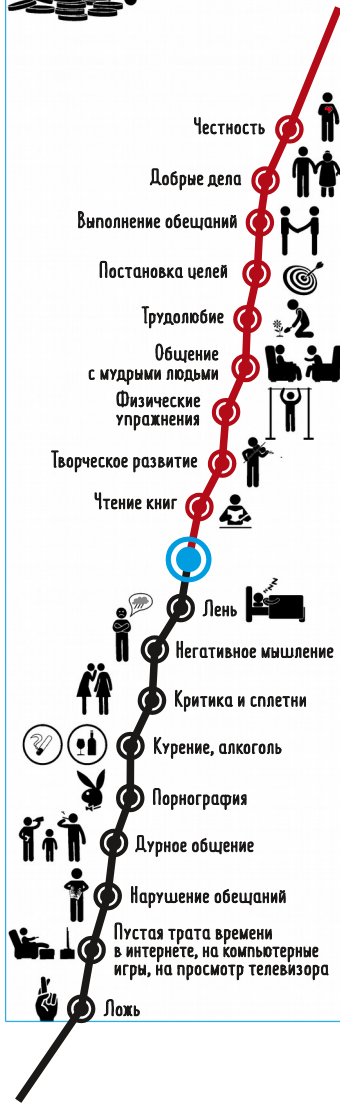 Честность
Добрые дела
Выполнение обещаний
Постановка целей
Трудолюбие
Общение
с мудрыми людьми
Физические
упражнения
Творческое развитие
Чтение книг
Лень
Негативное мышление
Критика и сплетни
Курение, алкоголь
Порнография
Дурное общение
Нарушение обещаний
Пустая трата времени
в интернете, на компьютерные
игры, на просмотр телевизора
Ложь